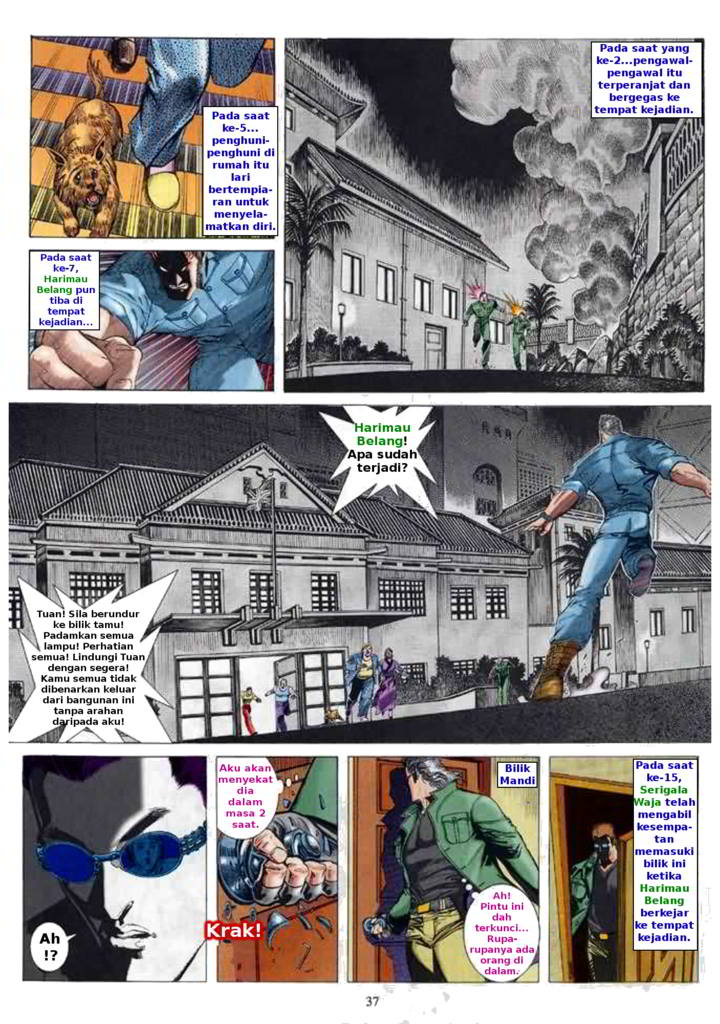 Pada saat
ke-5...
penghuni-
penghuni di
rumah itu
lari
bertempia-
ran untuk
menyela-
matkan diri.
Pada saat yang
ke-2...pengawal-
pengawal itu
terperanjat dan
bergegas ke
tempat kejadian.
Pada saat
ke-7,
Harimau
Belang pun
tiba di
tempat
kejadian...
Harimau
Belang!
Apa sudah
terjadi?
Tuan! Sila berundur
ke bilik tamu!
Padamkan semua
lampu! Perhatian
semua! Lindungi Tuan
dengan segera!
Kamu semua tidak
dibenarkan keluar
dari bangunan ini
tanpa arahan
daripada aku!
Ah
!?
Aku akan
menyekat
dia
dalam
masa 2
saat.
Krak!
Bilik
Mandi
Ah!
Pintu ini
dah
terkunci...
Rupa-
rupanya ada
orang di
dalam.
Pada saat
ke-15,
Serigala
Waja telah
mengabil
kesempa-
tan
memasuki
bilik ini
ketika
Harimau
Belang
berkejar
ke tempat
kejadian.
37